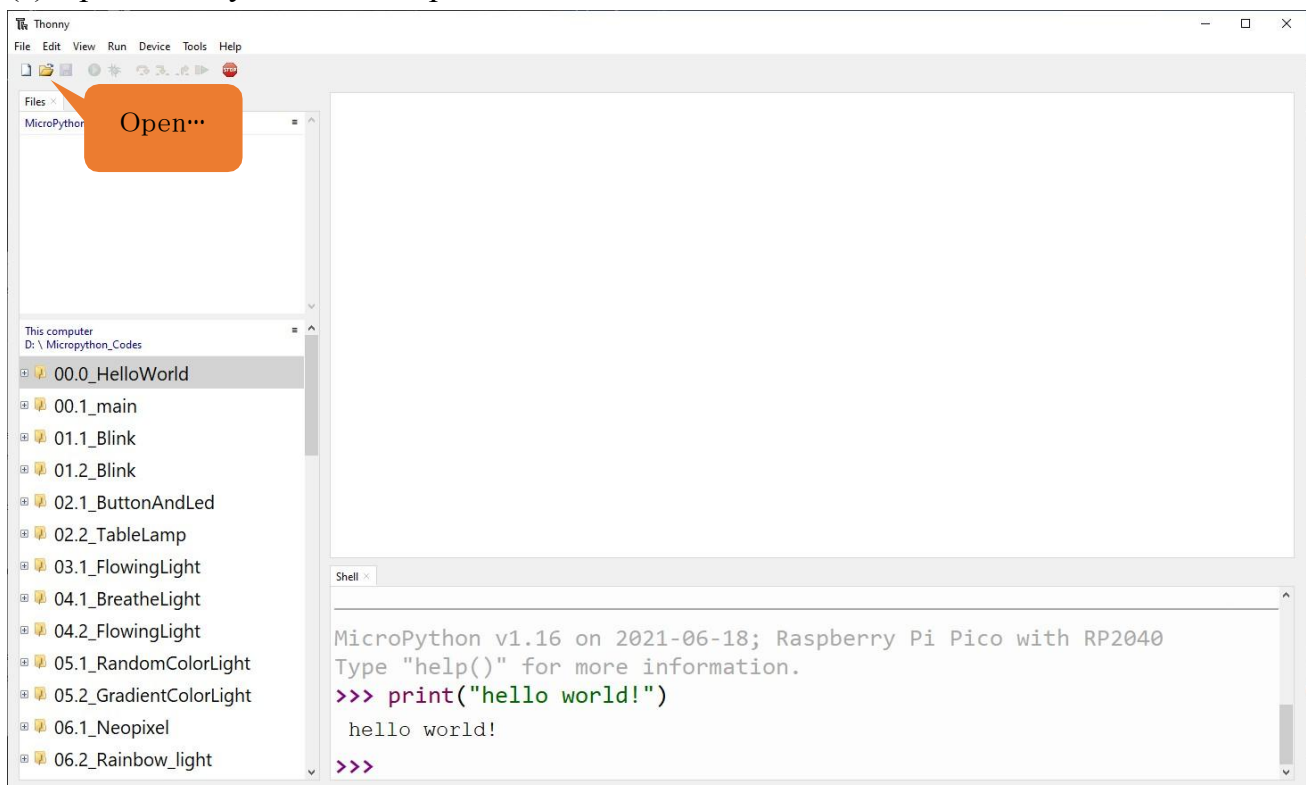 Thonny
File Edit View Run Device Tools Help
STOP
Open…
Files
MicroPython
This computer
D: \ Micropython_Codes
00.0_HelloWorld
00.1_main
01.1_Blink
01.2_Blink
02.1_ButtonAndLed
02.2_TableLamp
03.1_FlowingLight
04.1_BreatheLight
04.2_FlowingLight
05.1_RandomColorLight
05.2_GradientColorLight
06.1_Neopixel
06.2_Rainbow_light
Shell
MicroPython v1.16 on 2021-06-18; Raspberry Pi Pico with RP2040
Type "help()" for more information.
>>> print("hello world!")
hello world!
>>>